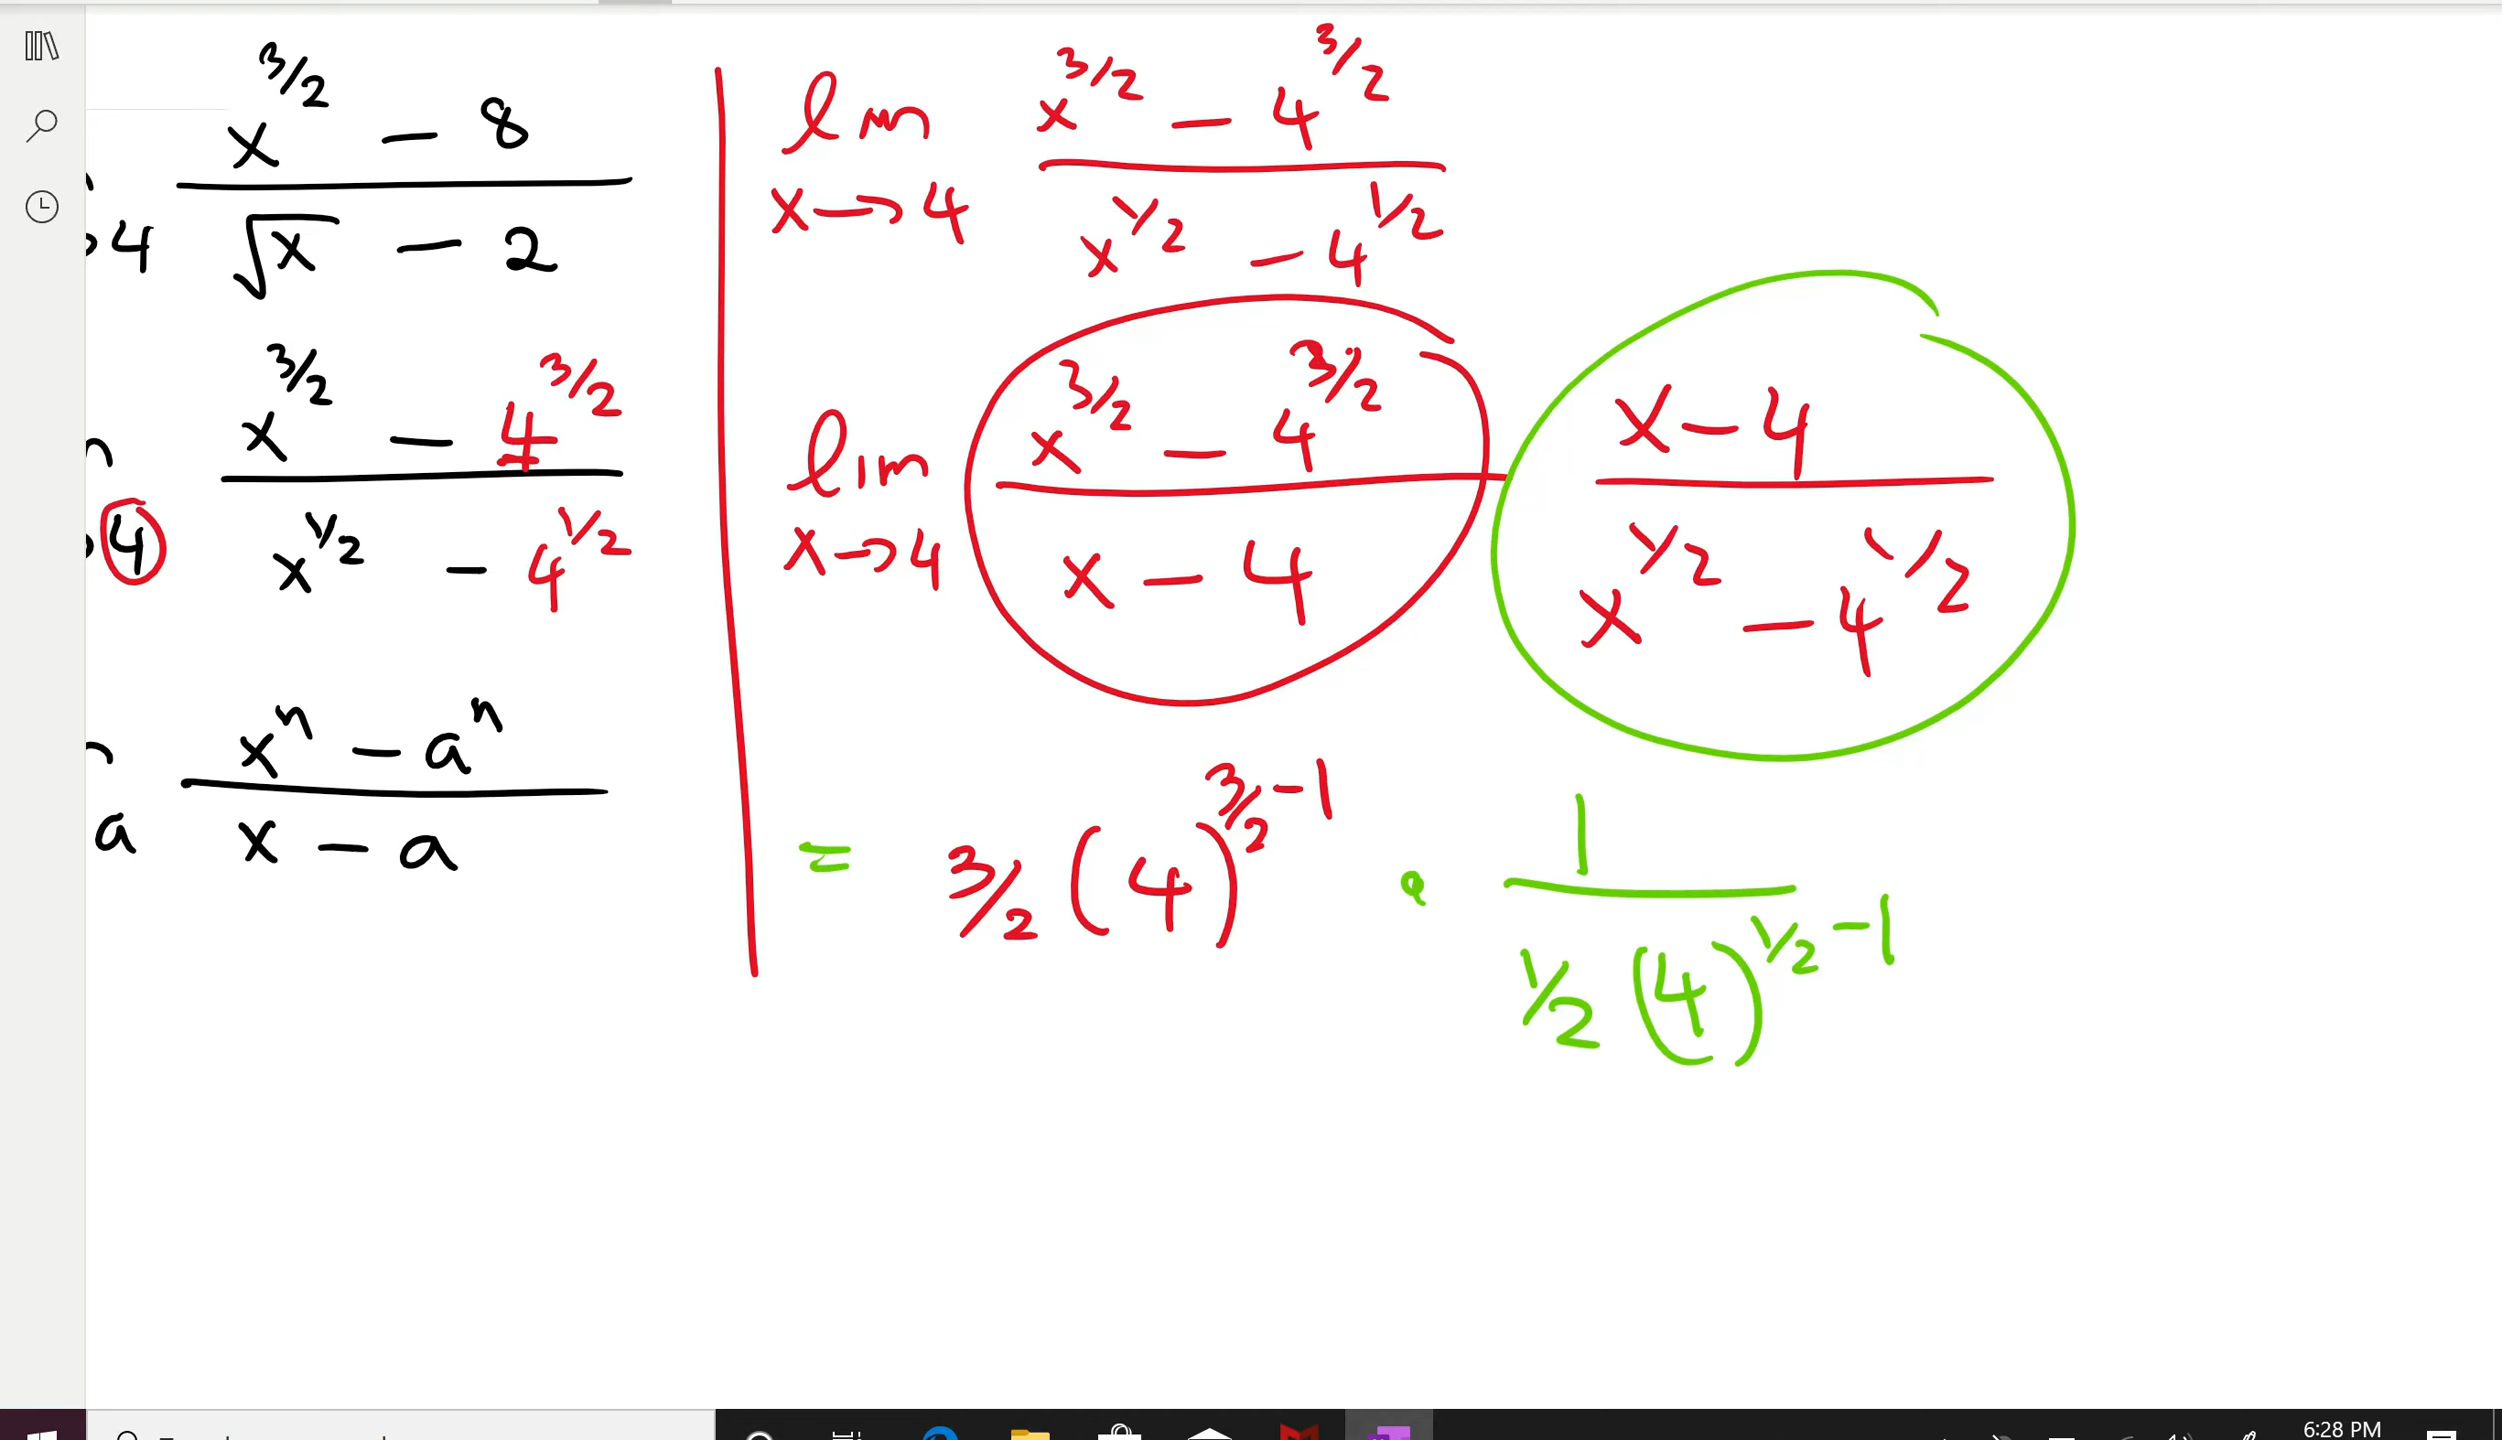 x^{3/2} - 8
4 √x - 2
x^{3/2} - 4^{3/2}
4 x^{1/2} - 4^{1/2}
x^n - a^n
a x - a
lim x^{3/2} - 4^{3/2}
x→4 x^{1/2} - 4^{1/2}
lim x^{3/2} - 4^{3/2} x - 4
x→4 x - 4 x^{1/2} - 4^{1/2}
= 3/2 (4)^{3/2 - 1} · 1
1/2 (4)^{1/2 - 1}
6:28 PM